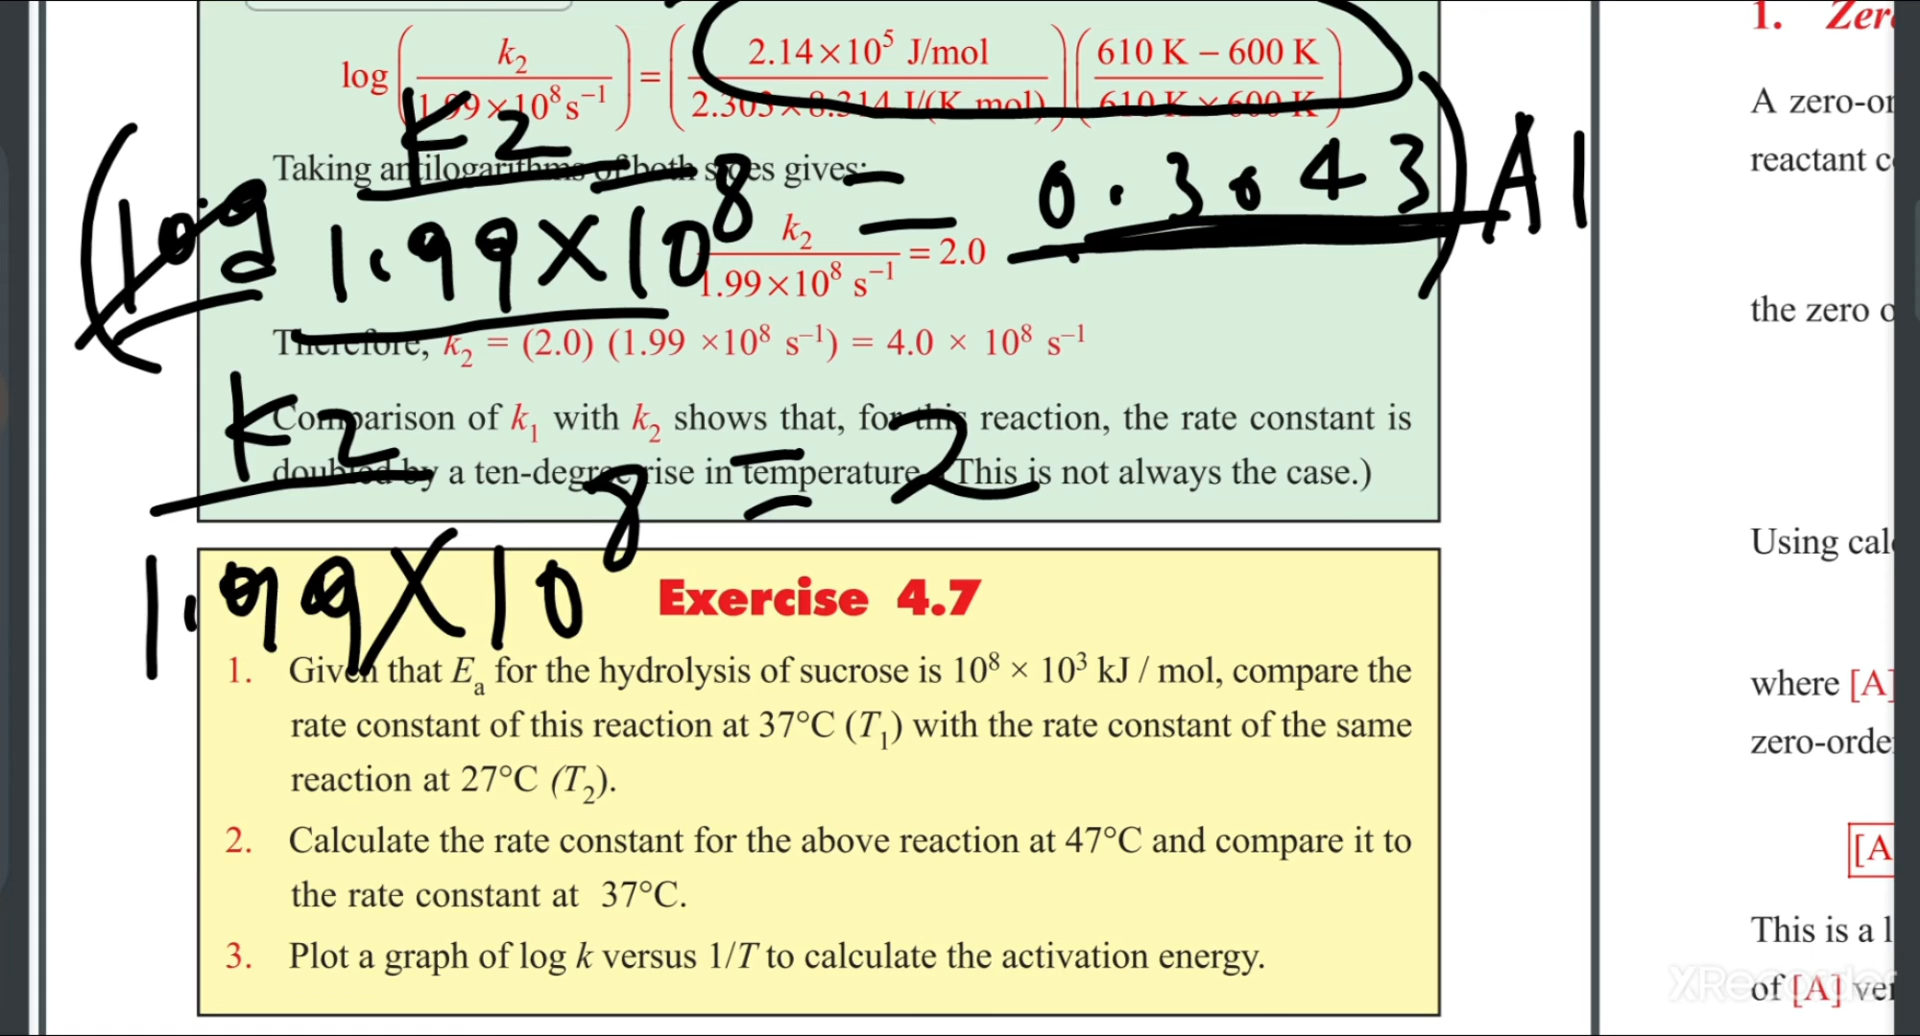 log(k₂ / 1.99×10⁸s⁻¹) = (2.14×10⁵ J/mol / 2.303×8.314 J/(K mol)) (610 K – 600 K / 610 K × 600 K)
Taking antilogarithms of both sides gives:
k₂ / 1.99×10⁸ s⁻¹ = 2.0
Therefore, k₂ = (2.0) (1.99 ×10⁸ s⁻¹) = 4.0 × 10⁸ s⁻¹
Comparison of k₁ with k₂ shows that, for this reaction, the rate constant is
doubled by a ten-degree rise in temperature. (This is not always the case.)
(log K2 / 1.99×10⁸ = 0.3043) Al
K2 / 1.99×10⁸ = 2
Exercise 4.7
1. Given that Eₐ for the hydrolysis of sucrose is 10⁸ × 10³ kJ / mol, compare the
rate constant of this reaction at 37°C (T₁) with the rate constant of the same
reaction at 27°C (T₂).
2. Calculate the rate constant for the above reaction at 47°C and compare it to
the rate constant at 37°C.
3. Plot a graph of log k versus 1/T to calculate the activation energy.
1. Zer
A zero-or
reactant c
the zero o
Using cal
where [A]
zero-orde
[A
This is a l
of [A] ver
XRecorder